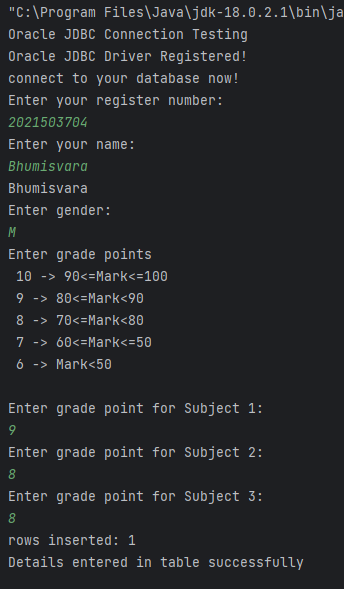 "C:\Program Files\Java\jdk-18.0.2.1\bin\ja
Oracle JDBC Connection Testing
Oracle JDBC Driver Registered!
connect to your database now!
Enter your register number:
2021503704
Enter your name:
Bhumisvara
Bhumisvara
Enter gender:
M
Enter grade points
 10 -> 90<=Mark<=100
 9 -> 80<=Mark<90
 8 -> 70<=Mark<80
 7 -> 60<=Mark<=50
 6 -> Mark<50
Enter grade point for Subject 1:
9
Enter grade point for Subject 2:
8
Enter grade point for Subject 3:
8
rows inserted: 1
Details entered in table successfully